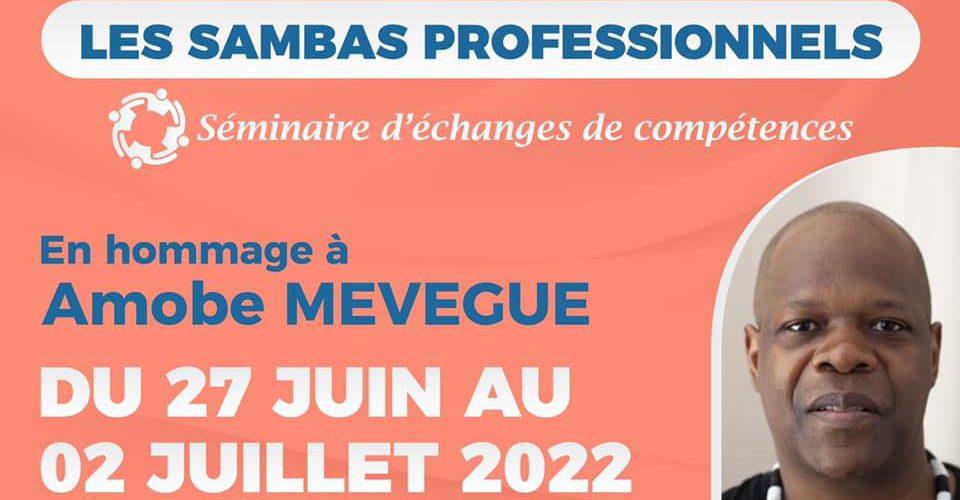 LES SAMBAS PROFESSIONNELS
Séminaire d'échanges de compétences
En hommage à
Amobe MEVEGUE
DU 27 JUIN AU
02 JUILLET 2022